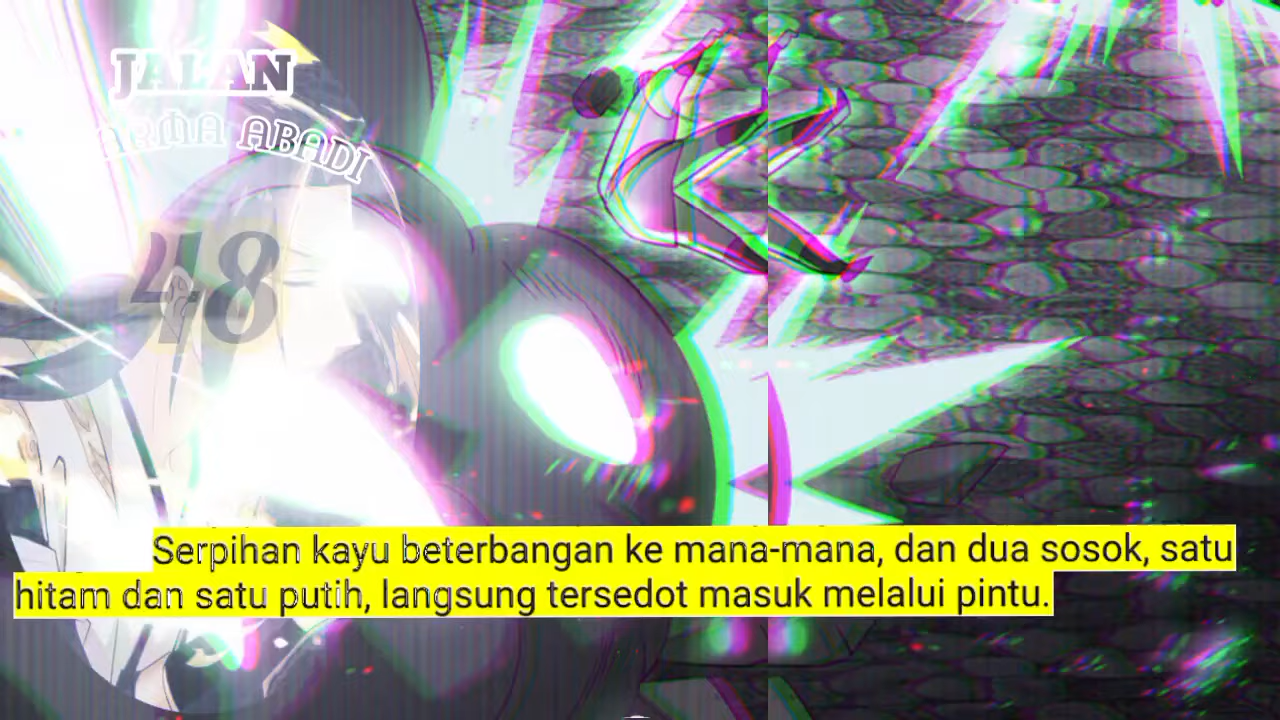 JALAN
ARMA ABADI
48
Serpihan kayu beterbangan ke mana-mana, dan dua sosok, satu
hitam dan satu putih, langsung tersedot masuk melalui pintu.